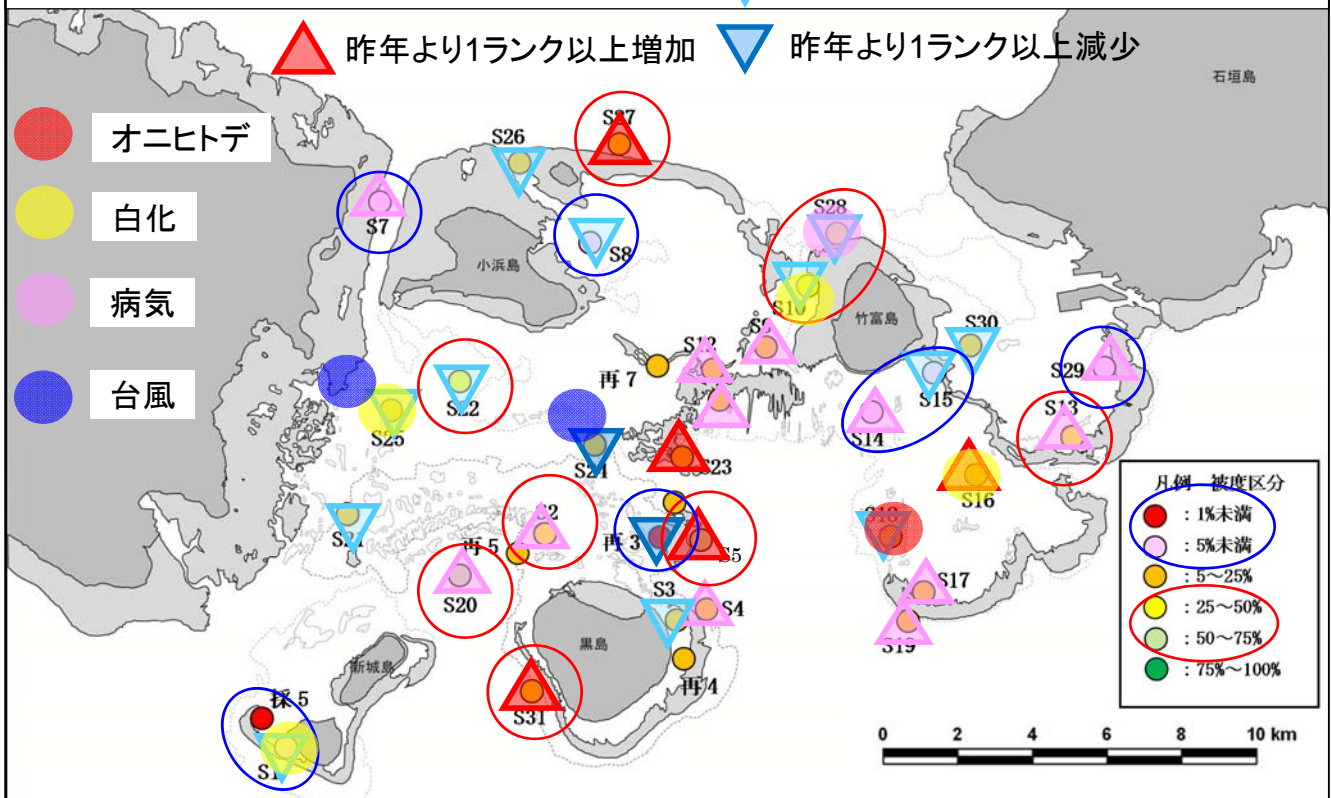 昨年より1ランク以上増加
昨年より1ランク以上減少
石垣島
オニヒトデ
白化
病気
台風
S27
S26
S7
S8
小浜島
S28
S10
竹富島
S30
S12
再7
S29
S22
S25
S15
S14
S13
S24
S23
S16
凡例 被度区分
: 1%未満
: 5%未満
: 5～25%
: 25～50%
: 50～75%
: 75%～100%
S21
S2
再5
再3
S5
S18
S20
S3
S4
S17
S19
黒島
新城島
再4
採5
S31
S1
0 2 4 6 8 10 km